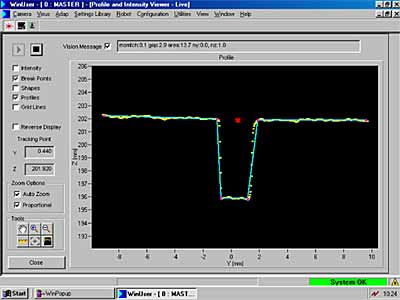 WinUser - [ 0 : MASTER ] - [Profile and Intensity Viewer - Live]
Camera Visus Adap Settings Library Robot Configuration Utilities User View Window Help
Vision Message mismtch:0.1 gap:2.9 area:13.7 ny:0.0, nz:1.0
Profile
Intensity
Break Points
Shapes
Profiles
Grid Lines
Reverse Display
Tracking Point
Y 0.440
Z 201.920
Zoom Options
Auto Zoom
Proportional
Tools
Close
206
205
204
203
202
201
200
199
198
197
196
195
193
Z [mm]
-8 -6 -4 -2 0 2 4 6 8 10
Y [mm]
System OK
Start WinPopup WinUser - [ 0 : MAST... 10:24